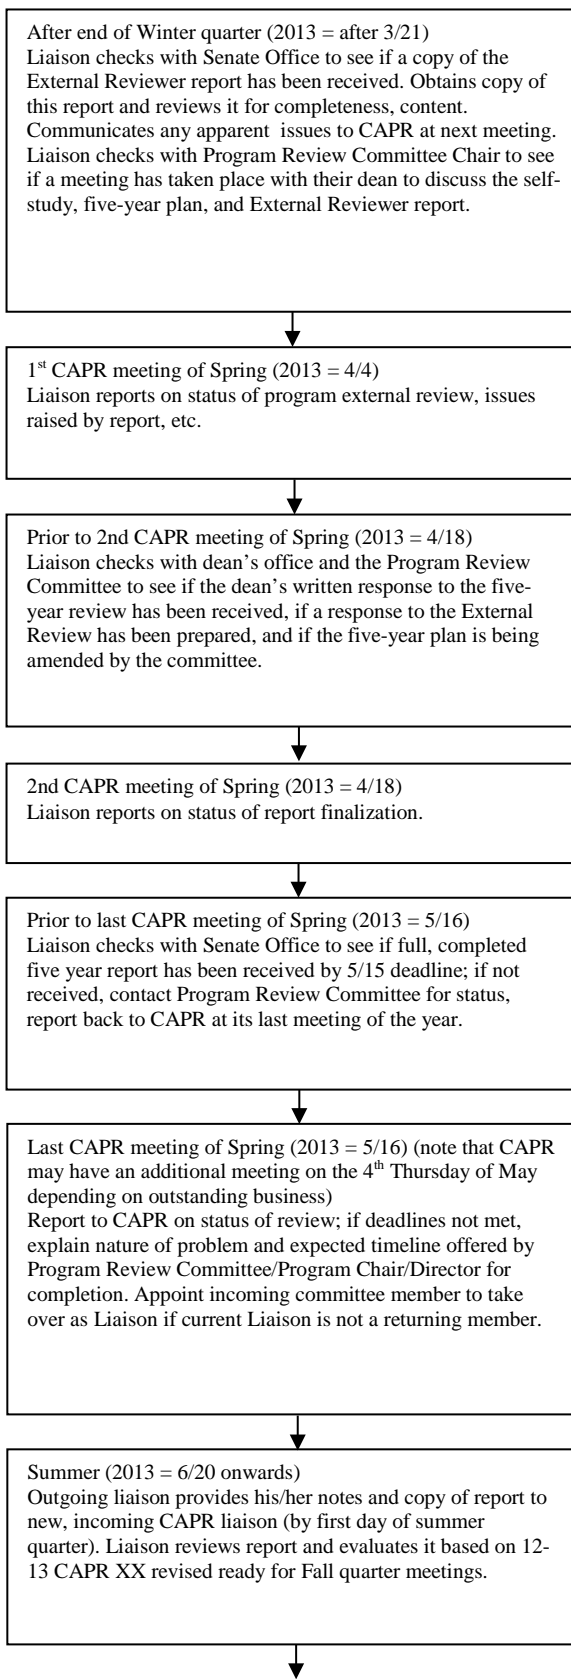 After end of Winter quarter (2013 = after 3/21)
Liaison checks with Senate Office to see if a copy of the
External Reviewer report has been received. Obtains copy of
this report and reviews it for completeness, content.
Communicates any apparent  issues to CAPR at next meeting.
Liaison checks with Program Review Committee Chair to see
if a meeting has taken place with their dean to discuss the self-
study, five-year plan, and External Reviewer report.
1st CAPR meeting of Spring (2013 = 4/4)
Liaison reports on status of program external review, issues
raised by report, etc.
Prior to 2nd CAPR meeting of Spring (2013 = 4/18)
Liaison checks with dean’s office and the Program Review
Committee to see if the dean’s written response to the five-
year review has been received, if a response to the External
Review has been prepared, and if the five-year plan is being
amended by the committee.
2nd CAPR meeting of Spring (2013 = 4/18)
Liaison reports on status of report finalization.
Prior to last CAPR meeting of Spring (2013 = 5/16)
Liaison checks with Senate Office to see if full, completed
five year report has been received by 5/15 deadline; if not
received, contact Program Review Committee for status,
report back to CAPR at its last meeting of the year.
Last CAPR meeting of Spring (2013 = 5/16) (note that CAPR
may have an additional meeting on the 4th Thursday of May
depending on outstanding business)
Report to CAPR on status of review; if deadlines not met,
explain nature of problem and expected timeline offered by
Program Review Committee/Program Chair/Director for
completion. Appoint incoming committee member to take
over as Liaison if current Liaison is not a returning member.
Summer (2013 = 6/20 onwards)
Outgoing liaison provides his/her notes and copy of report to
new, incoming CAPR liaison (by first day of summer
quarter). Liaison reviews report and evaluates it based on 12-
13 CAPR XX revised ready for Fall quarter meetings.